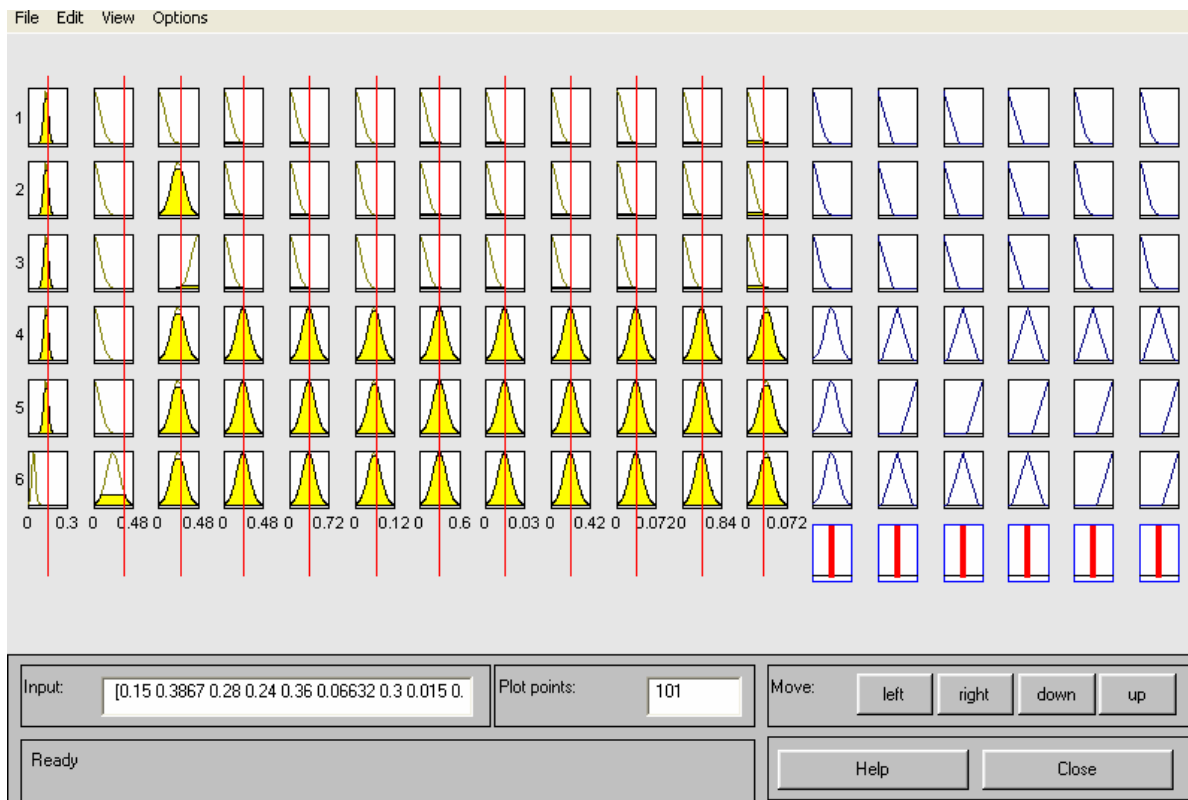 File Edit View Options
1
2
3
4
5
6
0 0.3 0 0.48 0 0.48 0 0.48 0 0.72 0 0.12 0 0.6 0 0.03 0 0.42 0 0.072 0 0.84 0 0.072
Input: [0.15 0.3867 0.28 0.24 0.36 0.06632 0.3 0.015 0. Plot points: 101 Move: left right down up
Ready Help Close